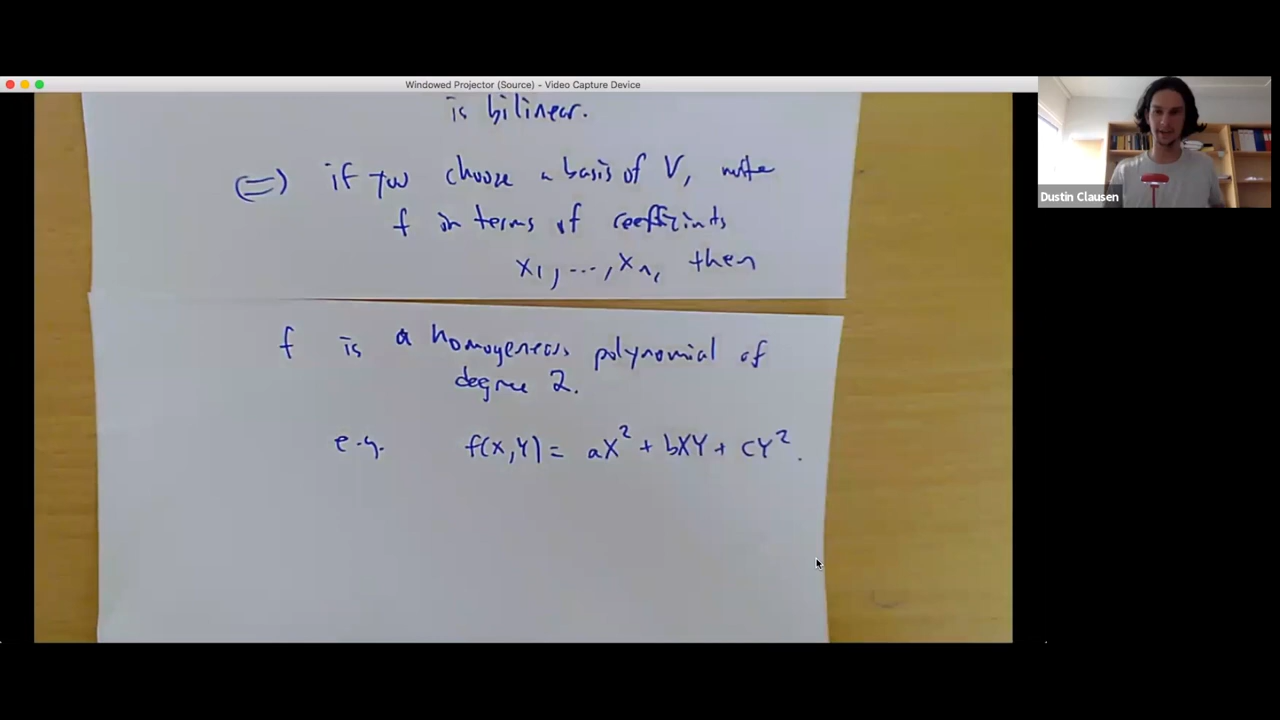 Windowed Projector (Source) - Video Capture Device
is bilinear.
(=) if you choose a basis of V, write
f in terms of coefficients
x₁, ..., xₙ, then
f is a homogeneous polynomial of
degree 2.
e.g. f(X,Y) = aX² + bXY + cY².
Dustin Clausen